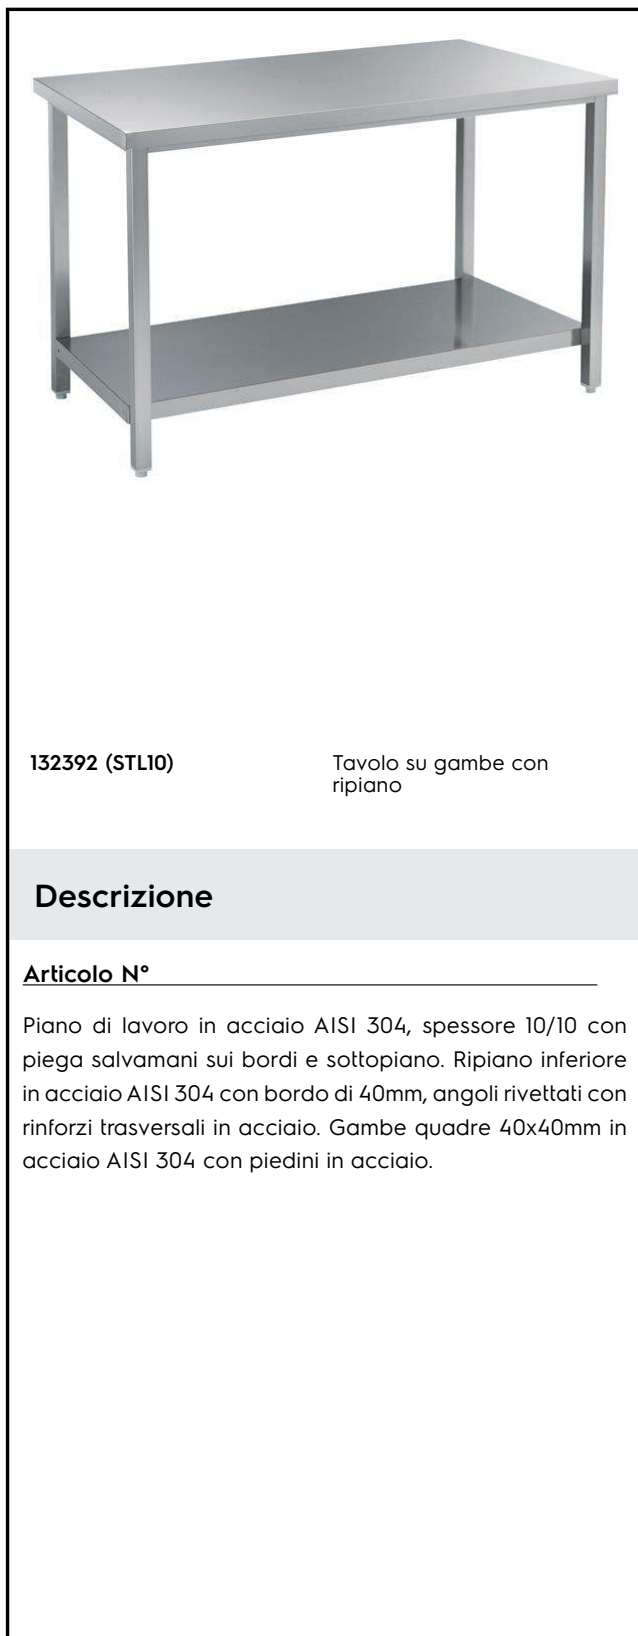 132392 (STL10)
Tavolo su gambe con
ripiano
Descrizione
Articolo N°
Piano di lavoro in acciaio AISI 304, spessore 10/10 con
piega salvamani sui bordi e sottopiano. Ripiano inferiore
in acciaio AISI 304 con bordo di 40mm, angoli rivettati con
rinforzi trasversali in acciaio. Gambe quadre 40x40mm in
acciaio AISI 304 con piedini in acciaio.